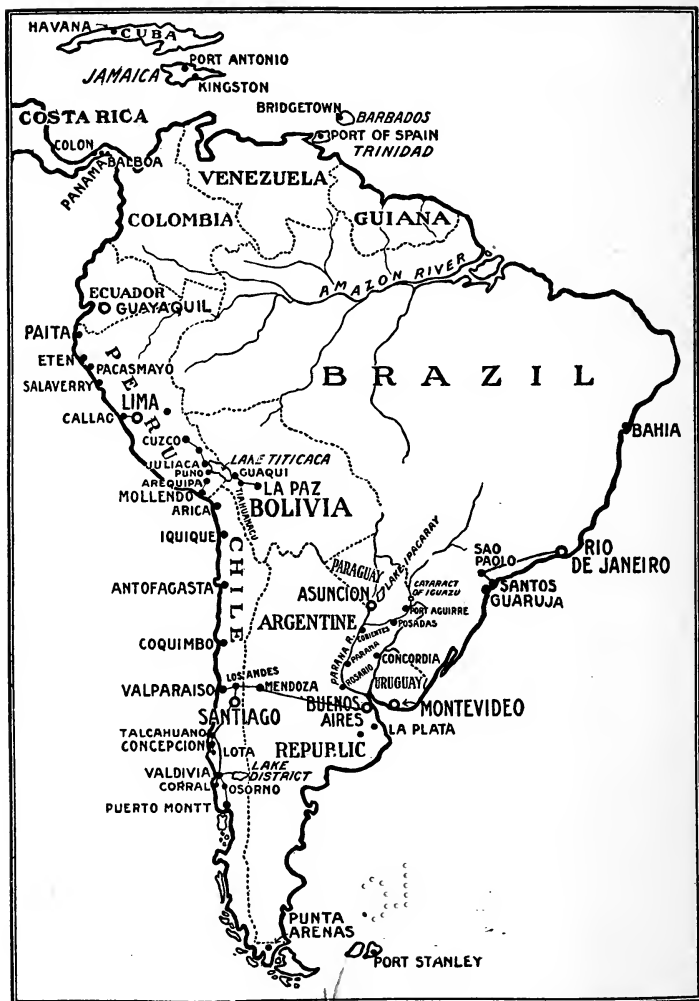 HAVANA
CUBA
PORT ANTONIO
JAMAICA
KINGSTON
BRIDGETOWN
BARBADOS
COSTA RICA
PORT OF SPAIN
TRINIDAD
COLON
BALBOA
PANAMA
VENEZUELA
COLOMBIA
GUIANA
AMAZON RIVER
ECUADOR
GUAYAQUIL
PAITA
ETEN
PACASMAYO
SALAVERRY
PERU
LIMA
CALLAO
BRAZIL
BAHIA
CUZCO
LAKE TITICACA
JULIACA
GUAQUI
PUNO
AREQUIPA
LA PAZ
MOLLENDO
TIAHUANACU
BOLIVIA
ARICA
IQUIQUE
CHILE
PARAGUAY
LAKE IPACARAY
SAO
PAOLO
RIO
DE JANEIRO
CATARACT
OF IGUAZU
ANTOFAGASTA
ASUNCION
SANTOS
GUARUJA
PORT AGUIRRE
ARGENTINE
POSADAS
CORIENTES
PARANA R.
COQUIMBO
PARANA
CONCORDIA
ROSARIO
URUGUAY
LOS ANDES
VALPARAISO
MENDOZA
SANTIAGO
BUENOS
AIRES
MONTEVIDEO
LA PLATA
TALCAHUANO
CONCEPCION
LOTA
REPUBLIC
LAKE
DISTRICT
VALDIVIA
CORRAL
OSORNO
PUERTO MONTT
PUNTA
ARENAS
PORT STANLEY